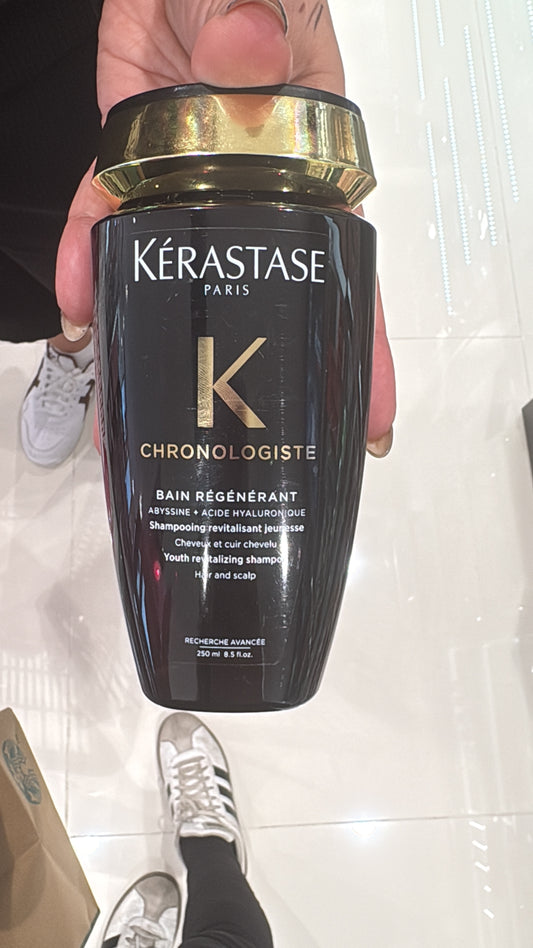 KÉRASTASE
PARIS
K
CHRONOLOGISTE
BAIN RÉGÉNÉRANT
ABYSSINE + ACIDE HYALURONIQUE
Shampooing revitalisant jeunesse
Cheveux et cuir chevelu
Youth revitalizing shampoo
Hair and scalp
RECHERCHE AVANCÉE
250 ml 8.5 fl.oz.